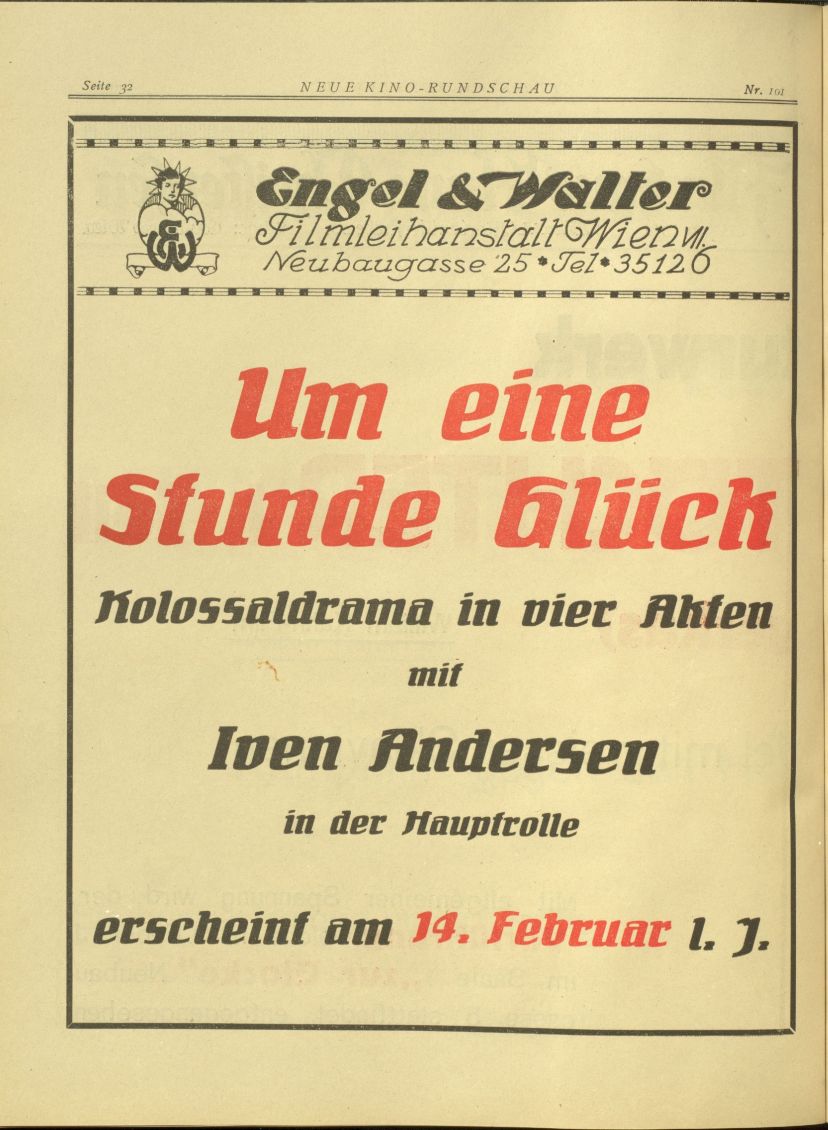 Seite 32 NEUE KINO-RUNDSCHAU Nr. 101
Engel & Walter
Filmleihanstalt Wien VII.
Neubaugasse 25 * Tel * 35126
EW
Um eine
Stunde Glück
Kolossaldrama in vier Akten
mit
Iven Andersen
in der Hauptrolle
erscheint am 14. Februar l. J.